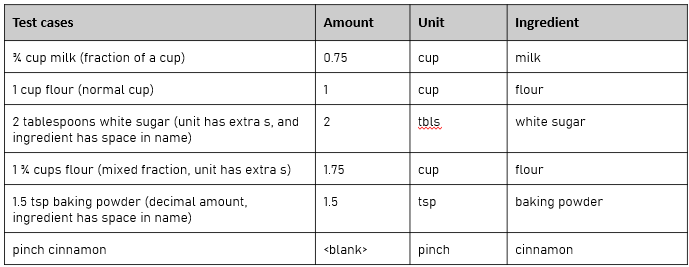 Test cases Amount Unit Ingredient
¾ cup milk (fraction of a cup) 0.75 cup milk
1 cup flour (normal cup) 1 cup flour
2 tablespoons white sugar (unit has extra s, and 2 tbls white sugar
ingredient has space in name)
1 ¾ cups flour (mixed fraction, unit has extra s) 1.75 cup flour
1.5 tsp baking powder (decimal amount, 1.5 tsp baking powder
ingredient has space in name)
pinch cinnamon <blank> pinch cinnamon